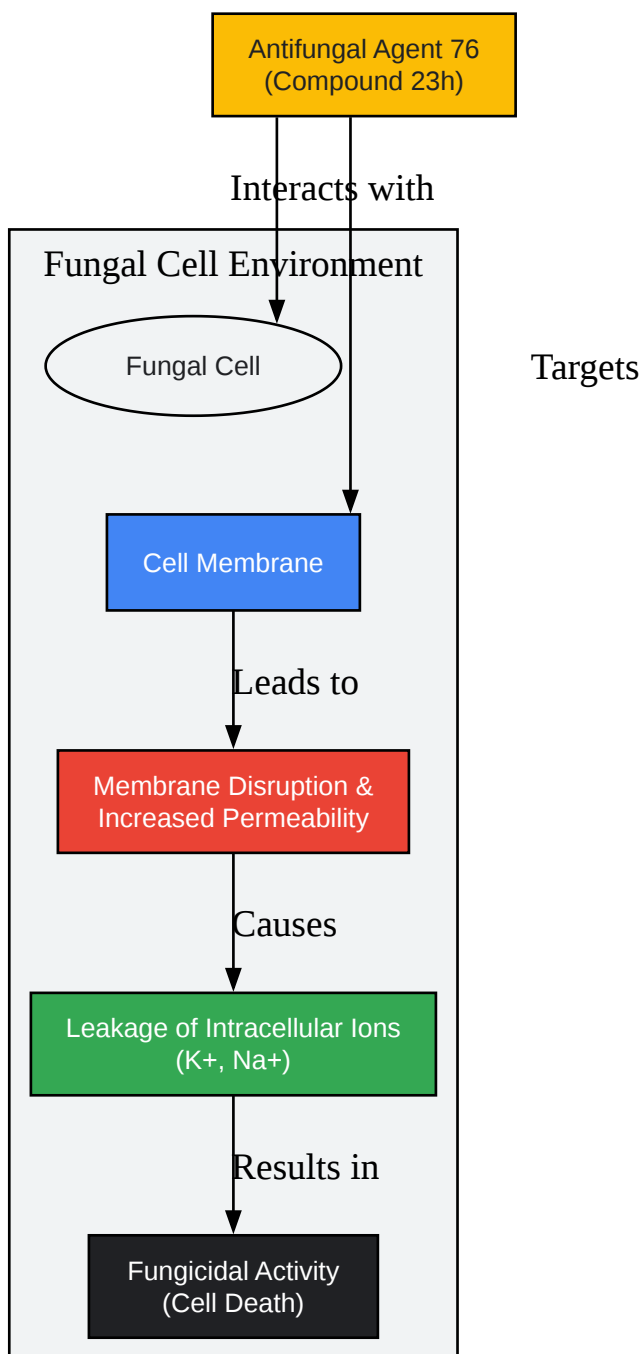 Antifungal Agent 76
(Compound 23h)
Interacts with
Fungal Cell Environment
Fungal Cell
Targets
Cell Membrane
Leads to
Membrane Disruption &
Increased Permeability
Causes
Leakage of Intracellular Ions
(K+, Na+)
Results in
Fungicidal Activity
(Cell Death)